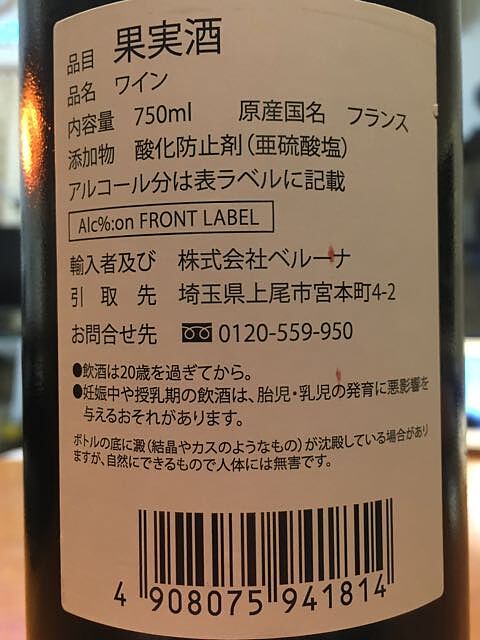 品目 果実酒
品名 ワイン
内容量 750ml 原産国名 フランス
添加物 酸化防止剤(亜硫酸塩)
アルコール分は表ラベルに記載
Alc%:on FRONT LABEL
輸入者及び 株式会社ベルーナ
引取先 埼玉県上尾市宮本町4-2
お問合せ先 0120-559-950
●飲酒は20歳を過ぎてから。
●妊娠中や授乳期の飲酒は、胎児・乳児の発育に悪影響を
与えるおそれがあります。
ボトルの底に澱(結晶やカスのようなもの)が沈殿している場合があり
ますが、自然にできるもので人体には無害です。
4 908075 941814